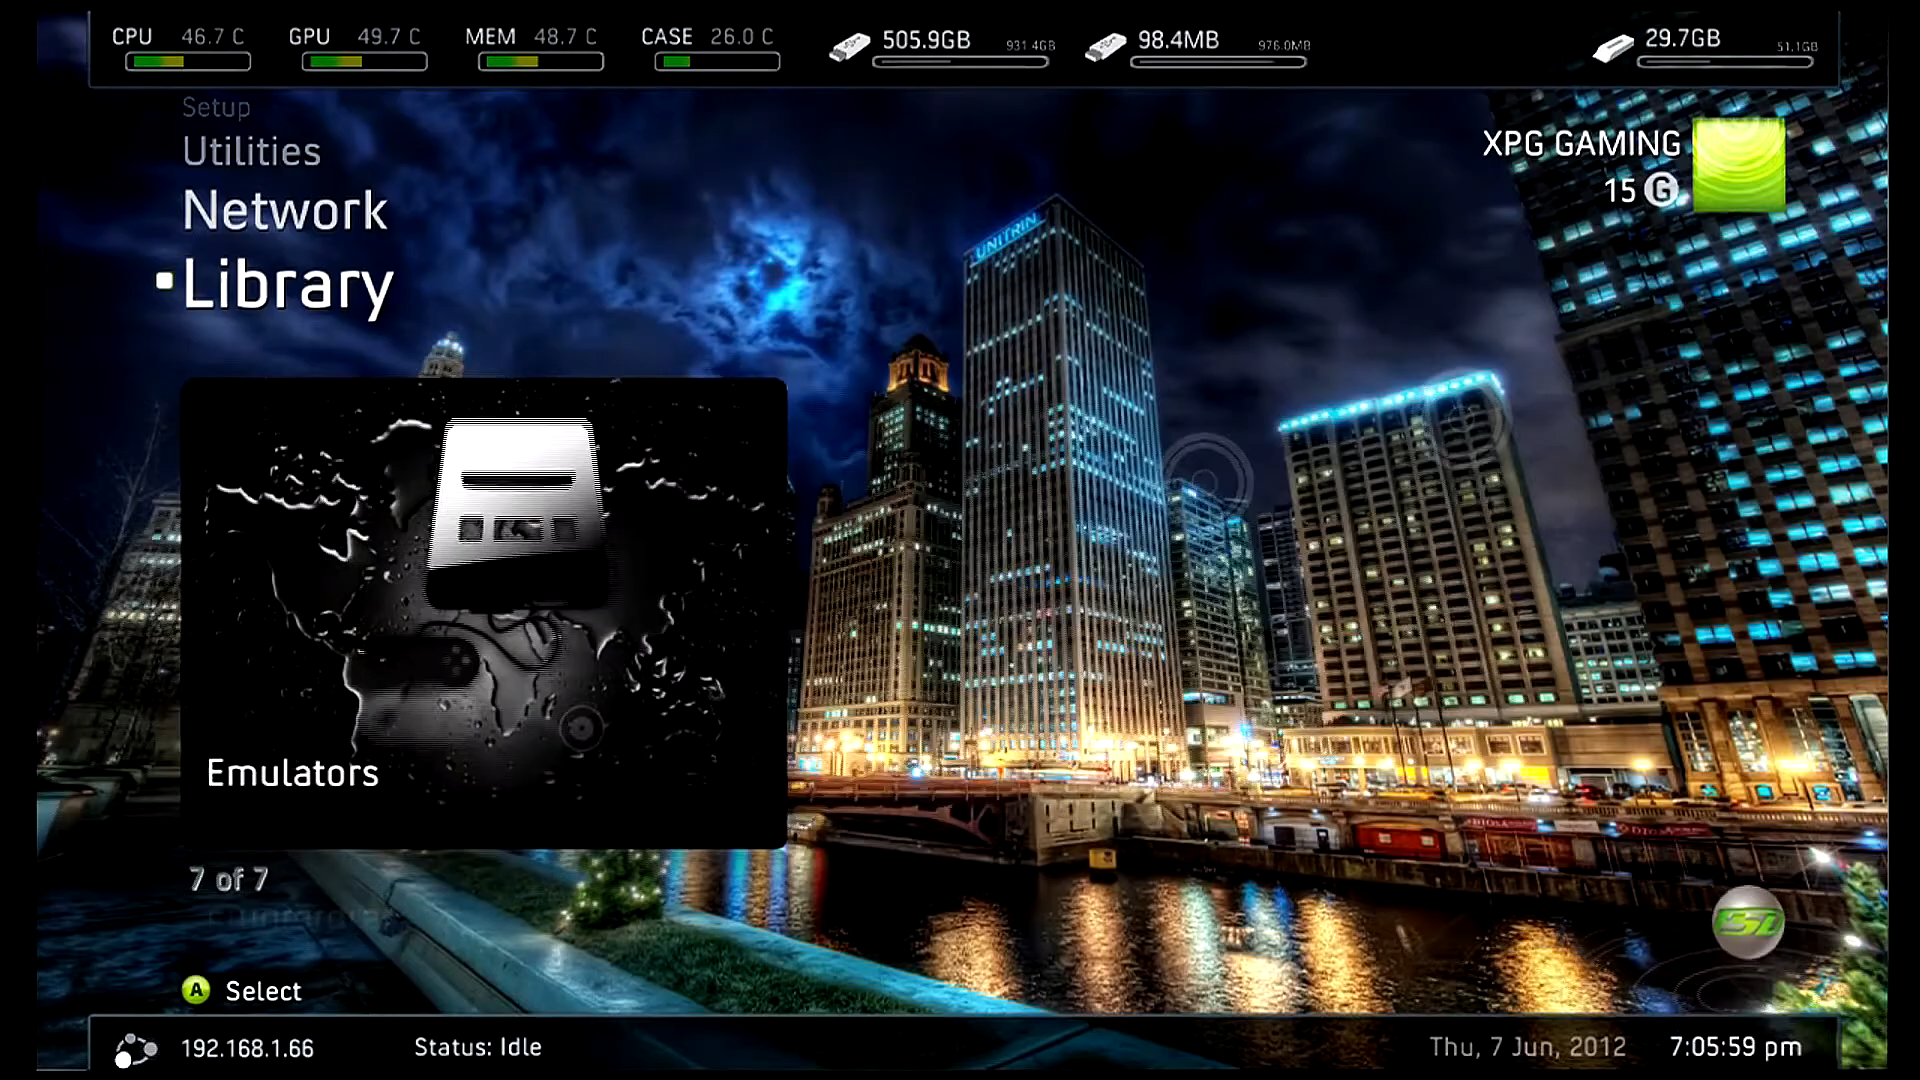 CPU 46.7 C GPU 49.7 C MEM 48.7 C CASE 26.0 C 505.9GB 931.4GB 98.4MB 976.0MB 29.7GB 51.1GB
Setup
Utilities
Network
Library
XPG GAMING
15 G
UNITRIN
Emulators
7 of 7
A Select
192.168.1.66 Status: Idle Thu, 7 Jun, 2012 7:05:59 pm